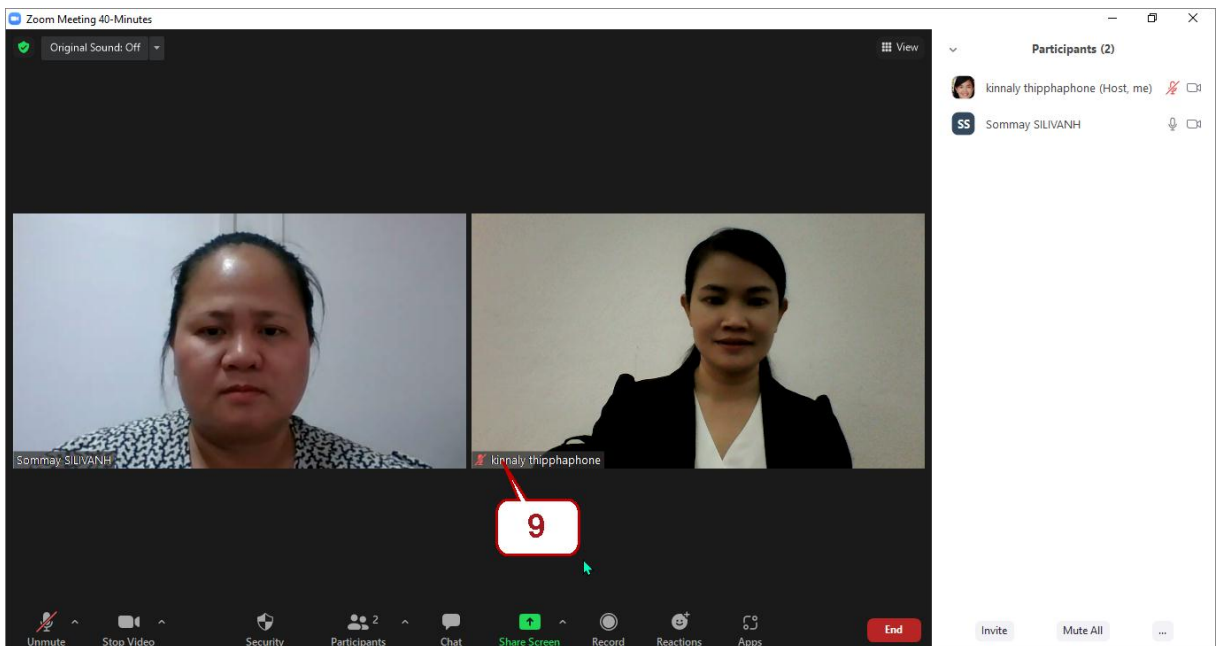 Zoom Meeting 40-Minutes
Original Sound: Off
View
Participants (2)
kinnaly thipphaphone (Host, me)
SS Sommay SILIVANH
Sommay SILIVANH
kinnaly thipphaphone
9
2
Unmute Stop Video Security Participants Chat Share Screen Record Reactions Apps
End
Invite Mute All ...